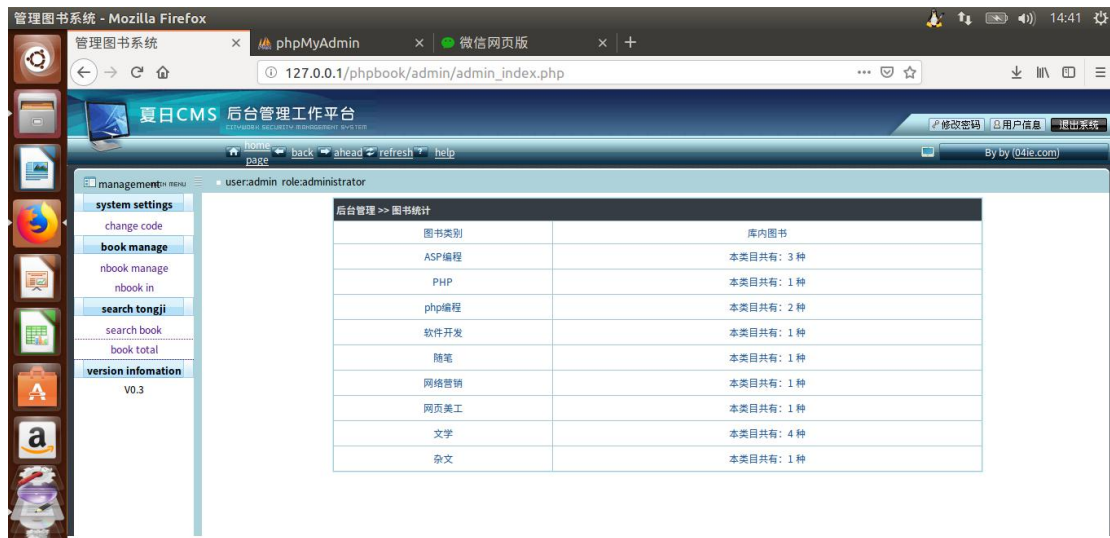 管理图书系统 - Mozilla Firefox
14:41
管理图书系统 × phpMyAdmin × 微信网页版 × +
127.0.0.1/phpbook/admin/admin_index.php
夏日CMS 后台管理工作平台
CITYWORK SECURITY MANAGEMENT SYSTEM
修改密码 用户信息 退出系统
home page back ahead refresh help
By by (04ie.com)
management MENU
user:admin role:administrator
system settings
change code
book manage
nbook manage
nbook in
search tongji
search book
book total
version infomation
V0.3
后台管理 >> 图书统计
图书类别 库内图书
ASP编程 本类目共有：3 种
PHP 本类目共有：1 种
php编程 本类目共有：2 种
软件开发 本类目共有：1 种
随笔 本类目共有：1 种
网络营销 本类目共有：1 种
网页美工 本类目共有：1 种
文学 本类目共有：4 种
杂文 本类目共有：1 种